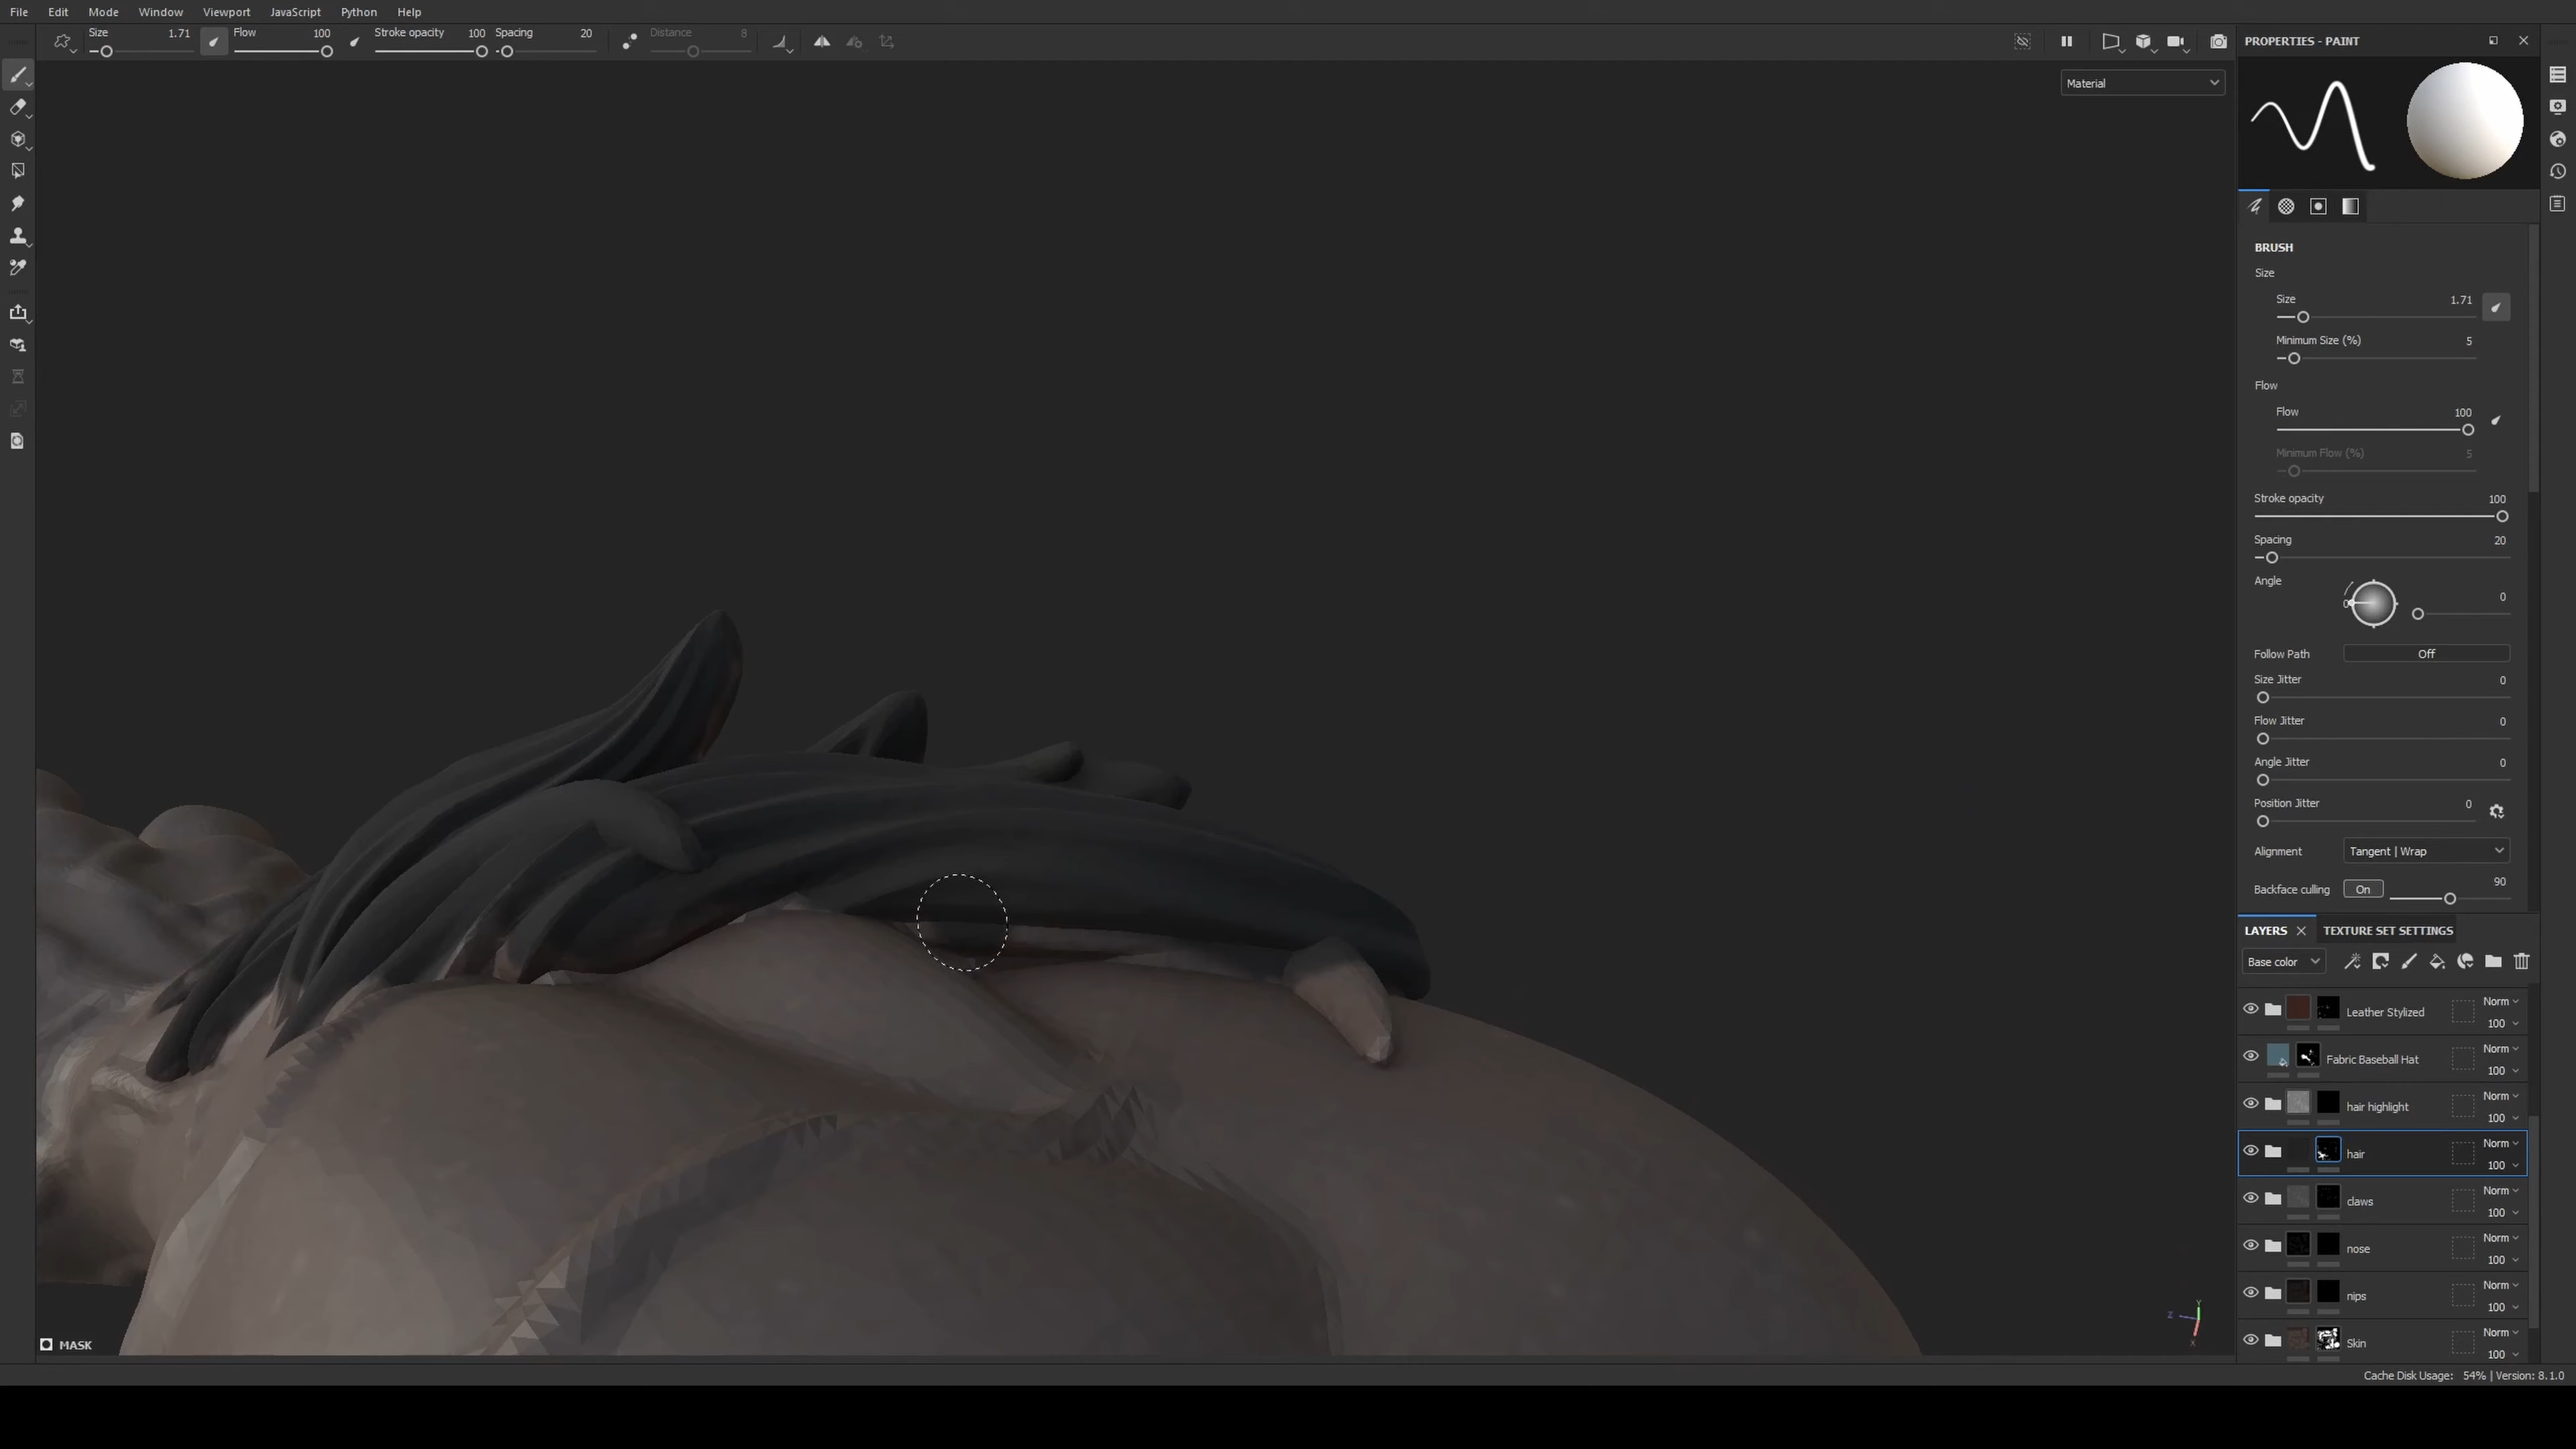 File Edit Mode Window Viewport JavaScript Python Help
Size 1.71 Flow 100 Stroke opacity 100 Spacing 20 Distance 8
Material
PROPERTIES - PAINT
BRUSH
Size
Size 1.71
Minimum Size (%) 5
Flow
Flow 100
Minimum Flow (%) 5
Stroke opacity 100
Spacing 20
Angle 0 0
Follow Path Off
Size Jitter 0
Flow Jitter 0
Angle Jitter 0
Position Jitter 0
Alignment Tangent | Wrap
Backface culling On 90
LAYERS TEXTURE SET SETTINGS
Base color
Leather Stylized Norm 100
Fabric Baseball Hat Norm 100
hair highlight Norm 100
hair Norm 100
claws Norm 100
nose Norm 100
nips Norm 100
Skin Norm 100
Y
Z
X
MASK
Cache Disk Usage: 54% | Version: 8.1.0